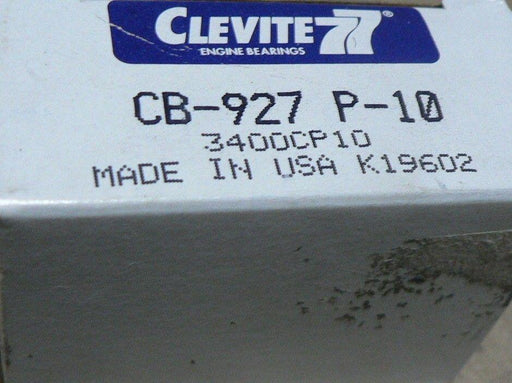 CLEVITE 77®
ENGINE BEARINGS
CB-927 P-10
3400CP10
MADE IN USA K19602